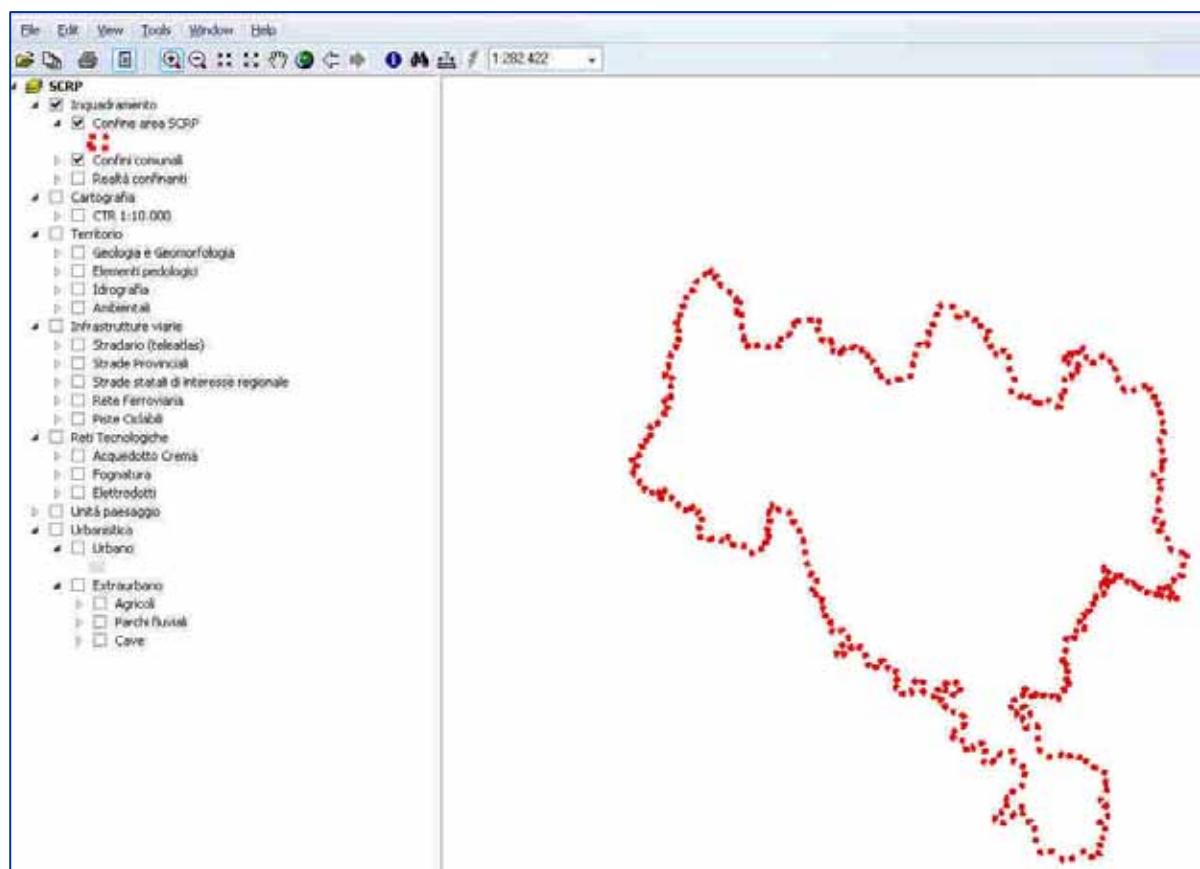 File Edit View Tools Window Help
1:282.422
SCRP
Inquadramento
Confine area SCRP
Confini comunali
Realtà confinanti
Cartografia
CTR 1:10.000
Territorio
Geologia e Geomorfologia
Elementi pedologici
Idrografia
Ambientali
Infrastrutture viarie
Stradario (teleatlas)
Strade Provinciali
Strade statali di interesse regionale
Rete Ferroviaria
Piste Ciclabili
Reti Tecnologiche
Acquedotto Crema
Fognatura
Elettrodotti
Unità paesaggio
Urbanistica
Urbano
Extraurbano
Agricoli
Parchi fluviali
Cave